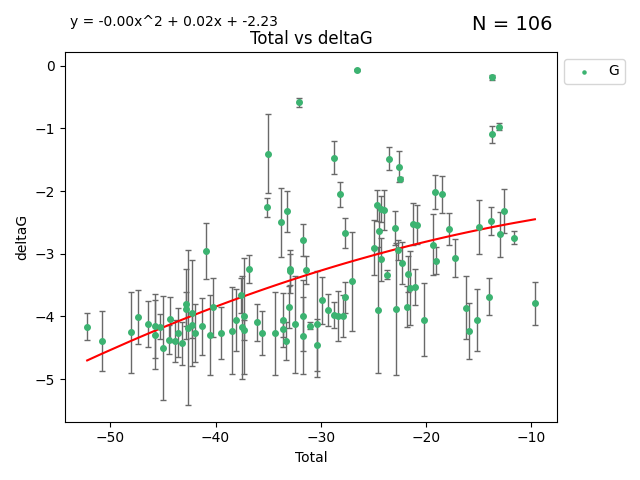 y = -0.00x^2 + 0.02x + -2.23
N = 106
Total vs deltaG
G
deltaG
0
−1
−2
−3
−4
−5
−50
−40
−30
−20
−10
Total